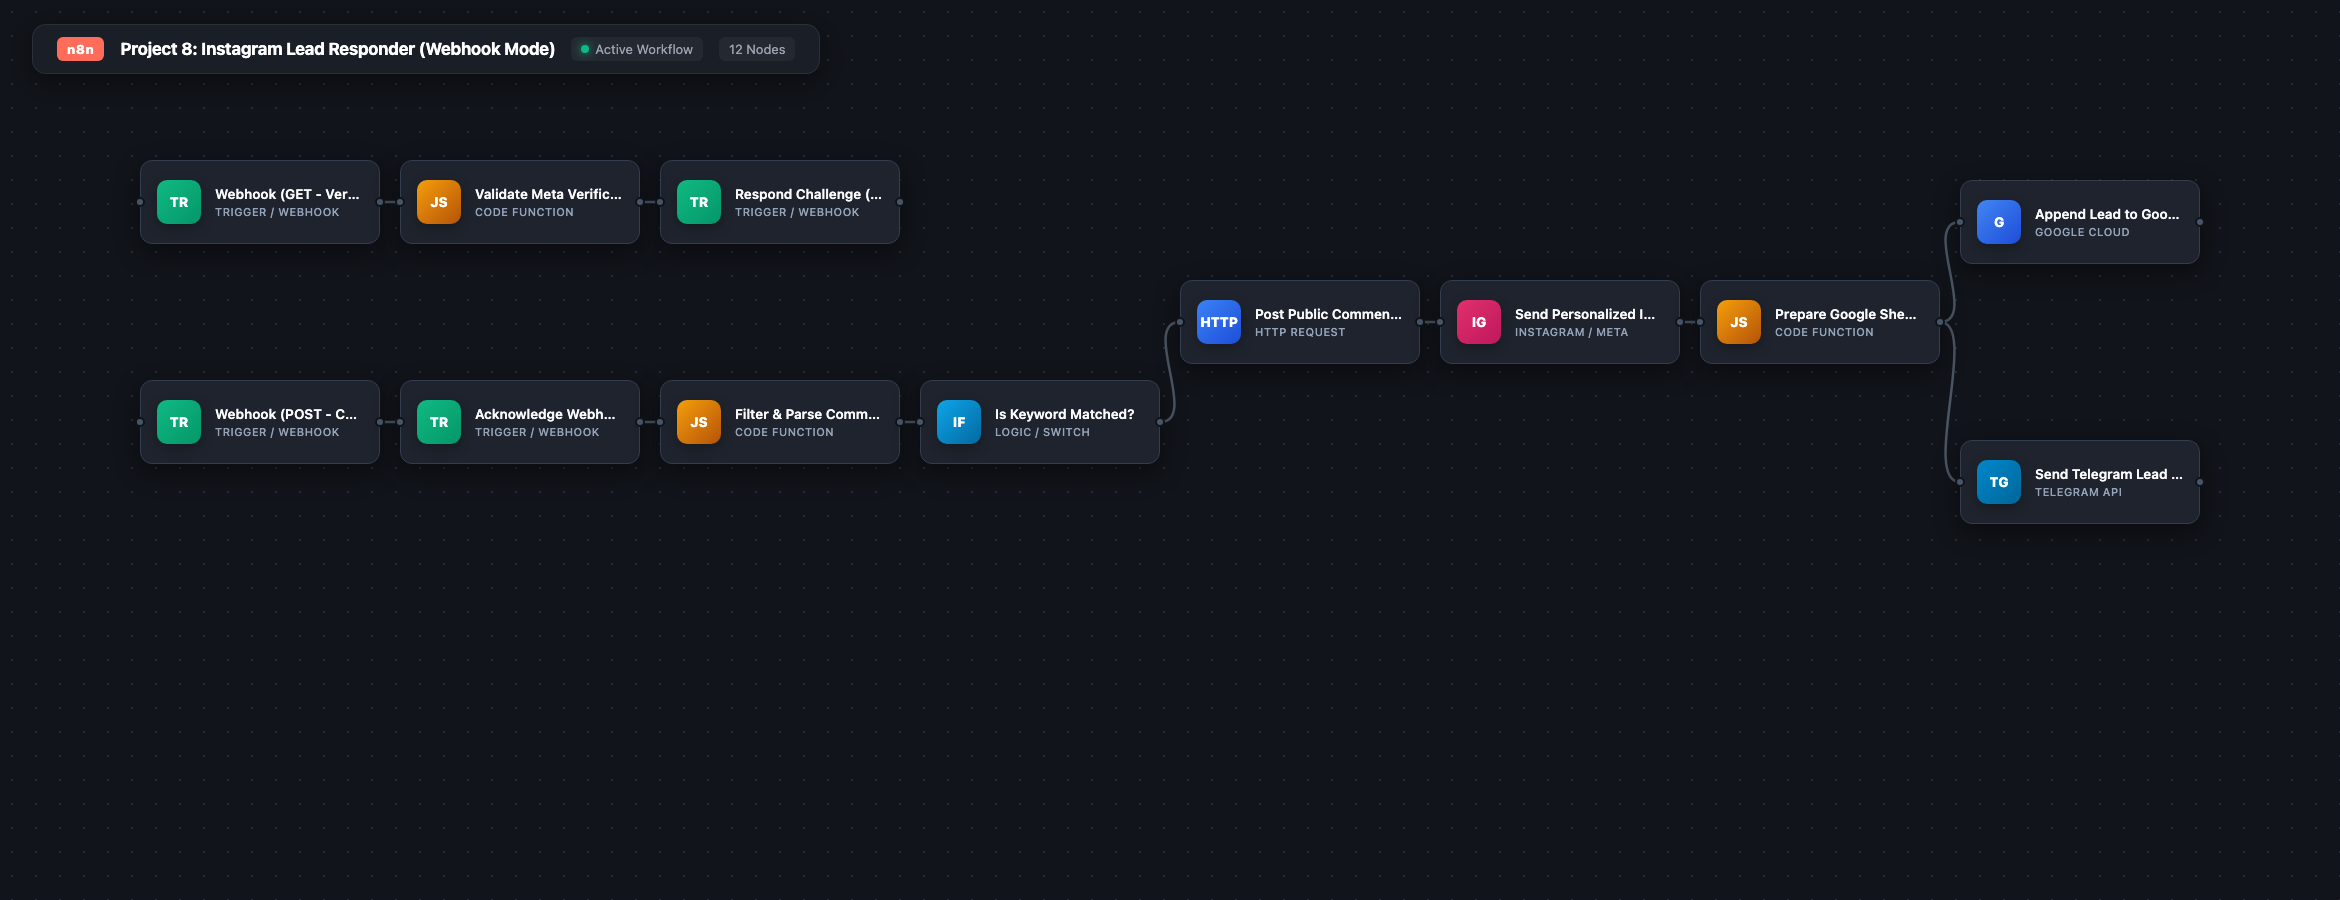 n8n Project 8: Instagram Lead Responder (Webhook Mode) Active Workflow 12 Nodes
TR Webhook (GET - Ver...
TRIGGER / WEBHOOK
JS Validate Meta Verific...
CODE FUNCTION
TR Respond Challenge (...
TRIGGER / WEBHOOK
G Append Lead to Goo...
GOOGLE CLOUD
HTTP Post Public Commen...
HTTP REQUEST
IG Send Personalized I...
INSTAGRAM / META
JS Prepare Google She...
CODE FUNCTION
TR Webhook (POST - C...
TRIGGER / WEBHOOK
TR Acknowledge Webh...
TRIGGER / WEBHOOK
JS Filter & Parse Comm...
CODE FUNCTION
IF Is Keyword Matched?
LOGIC / SWITCH
TG Send Telegram Lead ...
TELEGRAM API